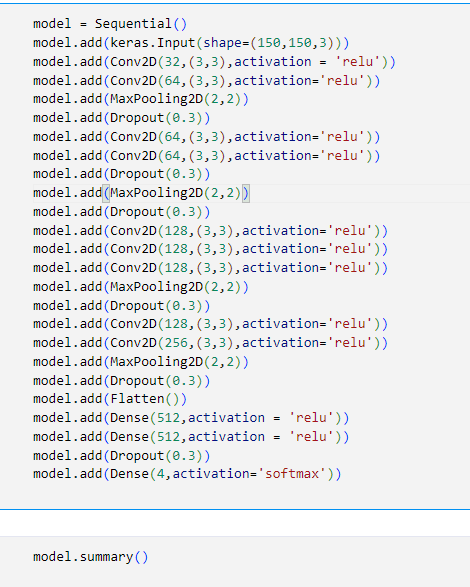 model = Sequential()
model.add(keras.Input(shape=(150,150,3)))
model.add(Conv2D(32,(3,3),activation = 'relu'))
model.add(Conv2D(64,(3,3),activation='relu'))
model.add(MaxPooling2D(2,2))
model.add(Dropout(0.3))
model.add(Conv2D(64,(3,3),activation='relu'))
model.add(Conv2D(64,(3,3),activation='relu'))
model.add(Dropout(0.3))
model.add(MaxPooling2D(2,2))
model.add(Dropout(0.3))
model.add(Conv2D(128,(3,3),activation='relu'))
model.add(Conv2D(128,(3,3),activation='relu'))
model.add(Conv2D(128,(3,3),activation='relu'))
model.add(MaxPooling2D(2,2))
model.add(Dropout(0.3))
model.add(Conv2D(128,(3,3),activation='relu'))
model.add(Conv2D(256,(3,3),activation='relu'))
model.add(MaxPooling2D(2,2))
model.add(Dropout(0.3))
model.add(Flatten())
model.add(Dense(512,activation = 'relu'))
model.add(Dense(512,activation = 'relu'))
model.add(Dropout(0.3))
model.add(Dense(4,activation='softmax'))
model.summary()